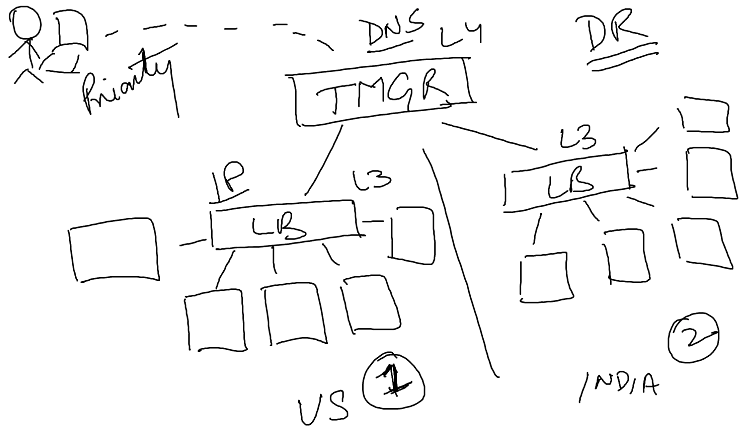 DNS L4
DR
Priority
TMGR
L3
LB
IP
L3
LB
US 1
INDIA 2